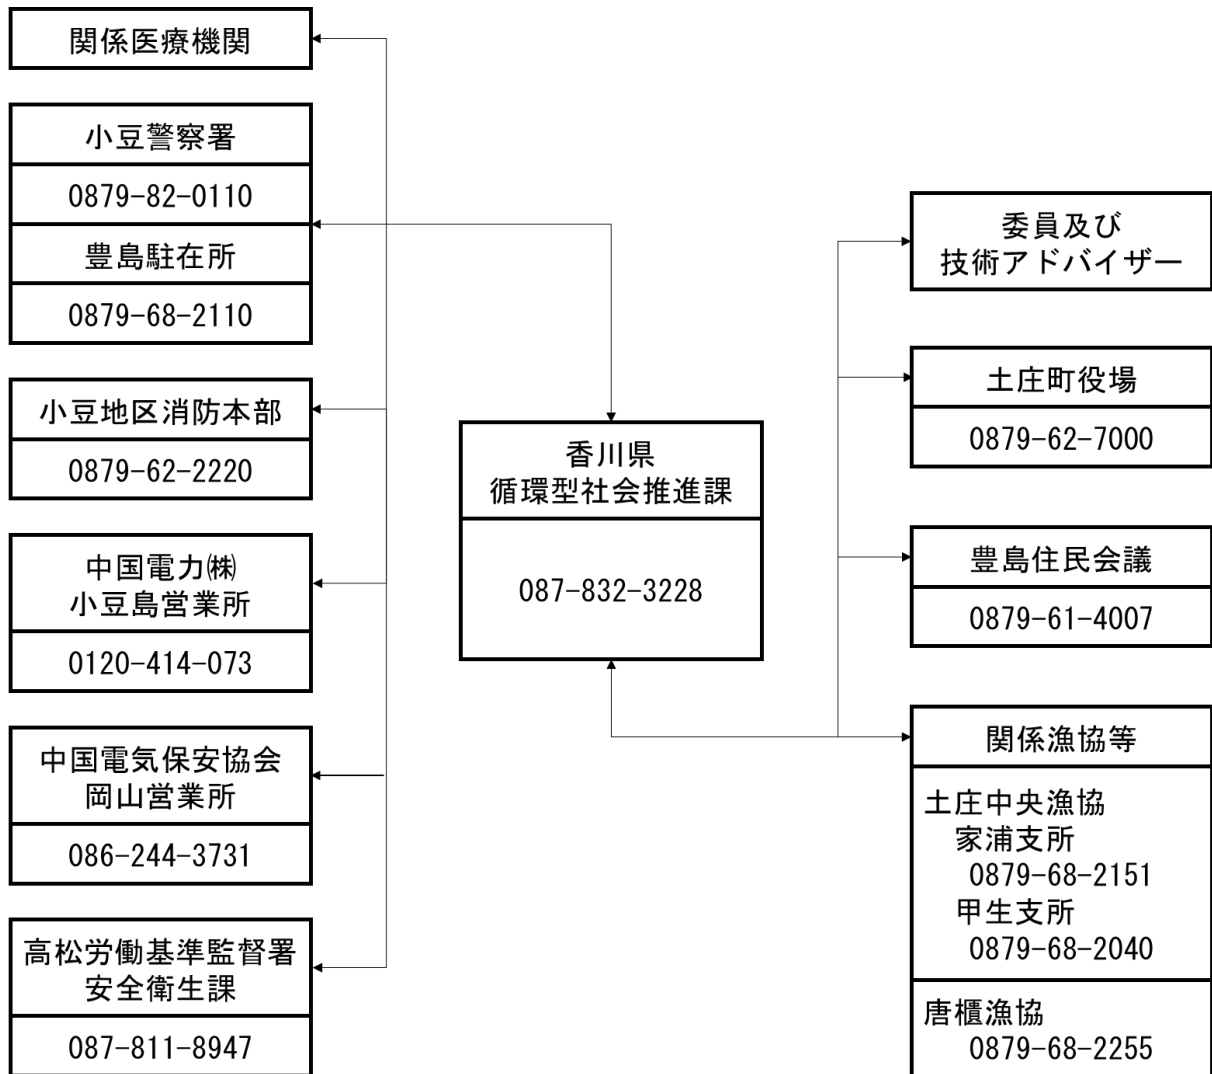 関係医療機関
小豆警察署
0879-82-0110
豊島駐在所
0879-68-2110
小豆地区消防本部
0879-62-2220
中国電力㈱
小豆島営業所
0120-414-073
中国電気保安協会
岡山営業所
086-244-3731
高松労働基準監督署
安全衛生課
087-811-8947
香川県
循環型社会推進課
087-832-3228
委員及び
技術アドバイザー
土庄町役場
0879-62-7000
豊島住民会議
0879-61-4007
関係漁協等
土庄中央漁協
家浦支所
0879-68-2151
甲生支所
0879-68-2040
唐櫃漁協
0879-68-2255